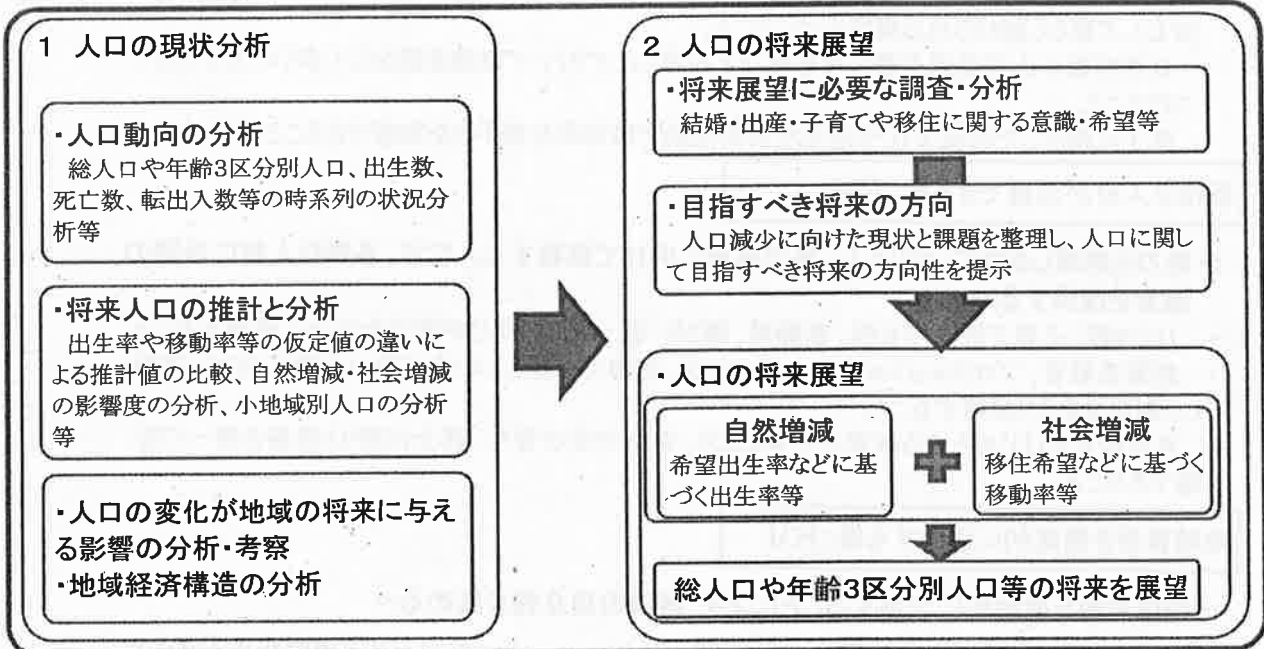 1 人口の現状分析
・人口動向の分析
総人口や年齢3区分別人口、出生数、
死亡数、転出入数等の時系列の状況分
析等
・将来人口の推計と分析
出生率や移動率等の仮定値の違いに
よる推計値の比較、自然増減・社会増減
の影響度の分析、小地域別人口の分析
等
・人口の変化が地域の将来に与え
る影響の分析・考察
・地域経済構造の分析
2 人口の将来展望
・将来展望に必要な調査・分析
結婚・出産・子育てや移住に関する意識・希望等
・目指すべき将来の方向
人口減少に向けた現状と課題を整理し、人口に関し
て目指すべき将来の方向性を提示
・人口の将来展望
自然増減
希望出生率などに基
づく出生率等
社会増減
移住希望などに基づく
移動率等
総人口や年齢3区分別人口等の将来を展望